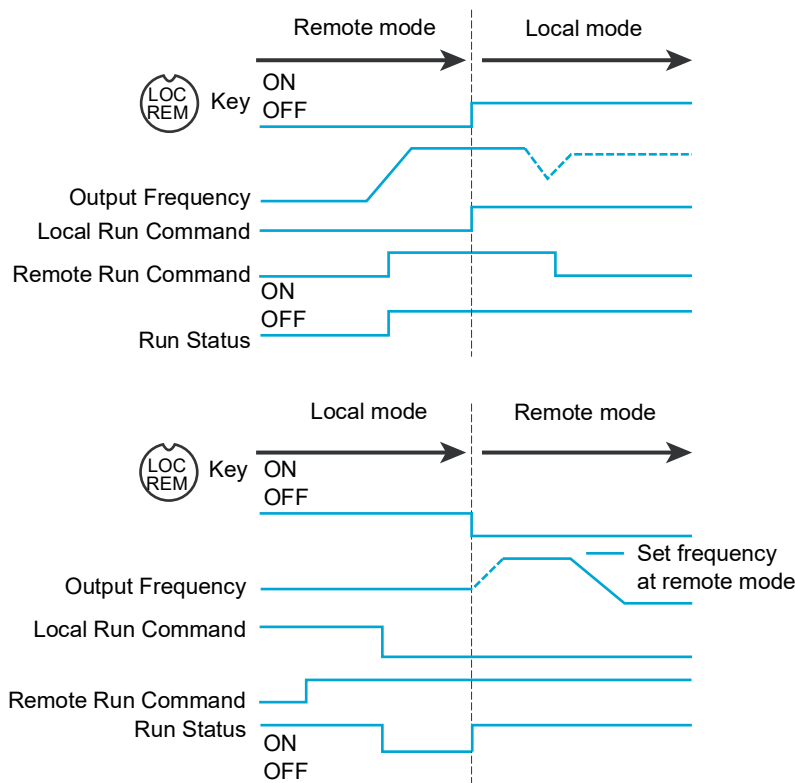 Remote mode
Local mode
LOC
REM
Key
ON
OFF
Output Frequency
Local Run Command
Remote Run Command
ON
OFF
Run Status
Local mode
Remote mode
LOC
REM
Key
ON
OFF
Set frequency
at remote mode
Output Frequency
Local Run Command
Remote Run Command
Run Status
ON
OFF